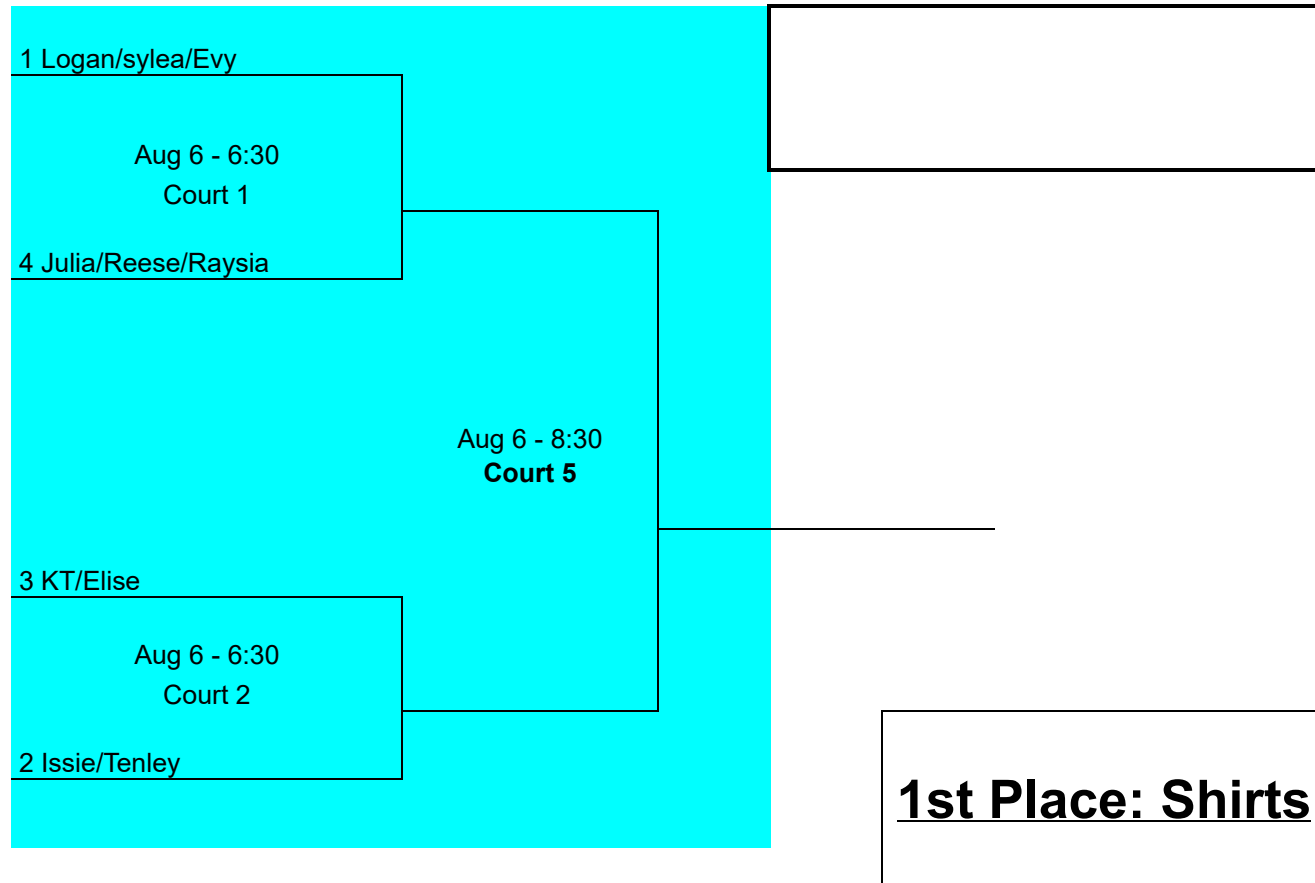 1 Logan/sylea/Evy
Aug 6 - 6:30
Court 1
4 Julia/Reese/Raysia
Aug 6 - 8:30
Court 5
3 KT/Elise
Aug 6 - 6:30
Court 2
2 Issie/Tenley
1st Place: Shirts